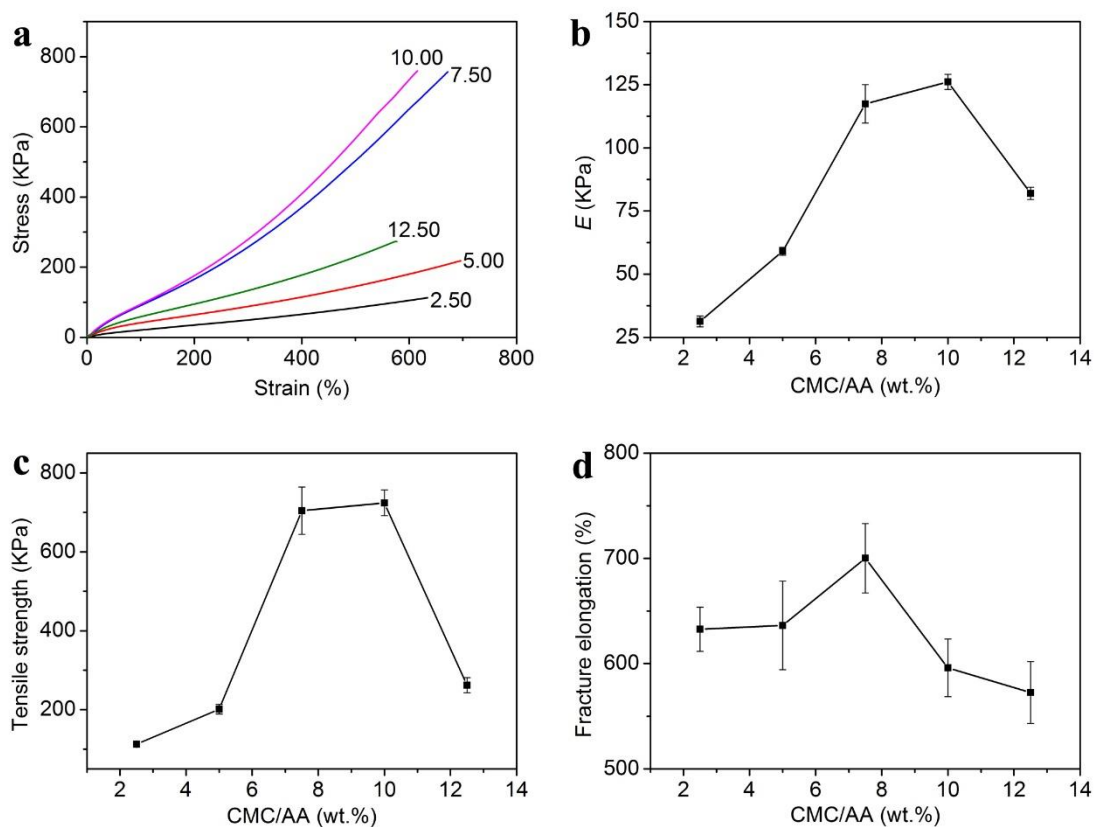 a
Stress (KPa)
800
600
400
200
0
10.00
7.50
12.50
5.00
2.50
0 200 400 600 800
Strain (%)
b
E (KPa)
150
125
100
75
50
25
2 4 6 8 10 12 14
CMC/AA (wt.%)
c
Tensile strength (KPa)
800
600
400
200
2 4 6 8 10 12 14
CMC/AA (wt.%)
d
Fracture elongation (%)
800
700
600
500
2 4 6 8 10 12 14
CMC/AA (wt.%)